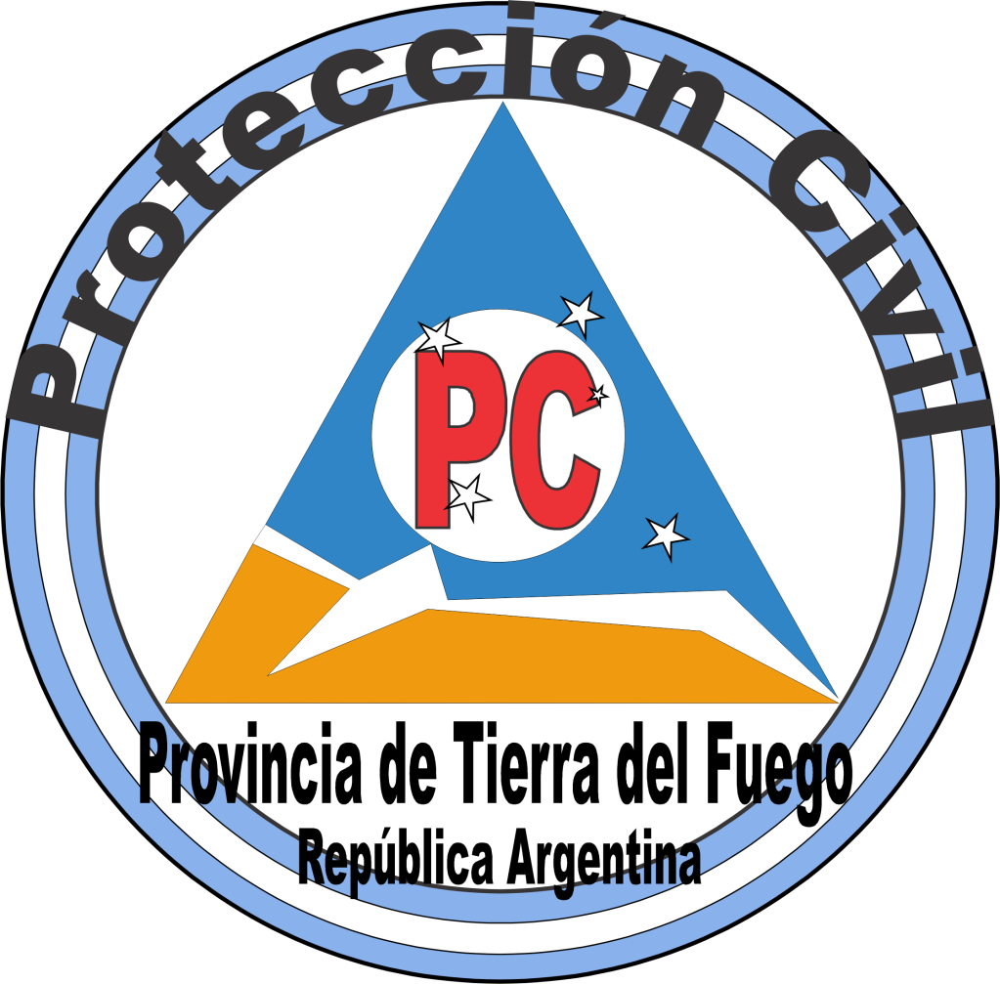 Protección Civil
PC
Provincia de Tierra del Fuego
República Argentina